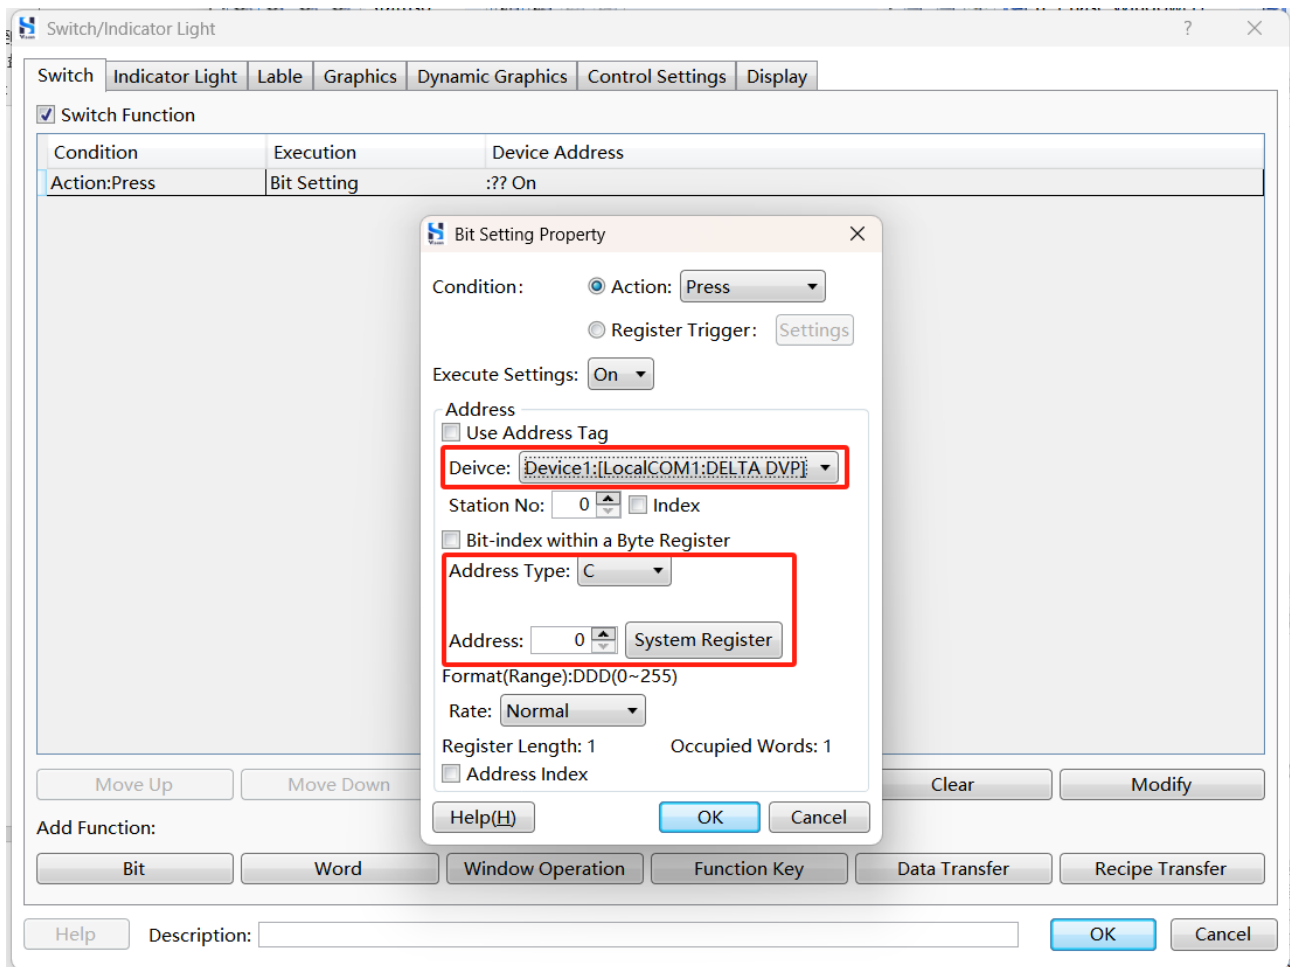 Switch/Indicator Light ?
Switch Indicator Light Lable Graphics Dynamic Graphics Control Settings Display
Switch Function
Condition Execution Device Address
Action:Press Bit Setting :?? On
Bit Setting Property
Condition: Action: Press
Register Trigger: Settings
Execute Settings: On
Address
Use Address Tag
Deivce: Device1:[LocalCOM1:DELTA DVP]
Station No: 0 Index
Bit-index within a Byte Register
Address Type: C
Address: 0 System Register
Format(Range):DDD(0~255)
Rate: Normal
Register Length: 1 Occupied Words: 1
Address Index
Help(H) OK Cancel
Move Up Move Down Clear Modify
Add Function:
Bit Word Window Operation Function Key Data Transfer Recipe Transfer
Help Description: OK Cancel